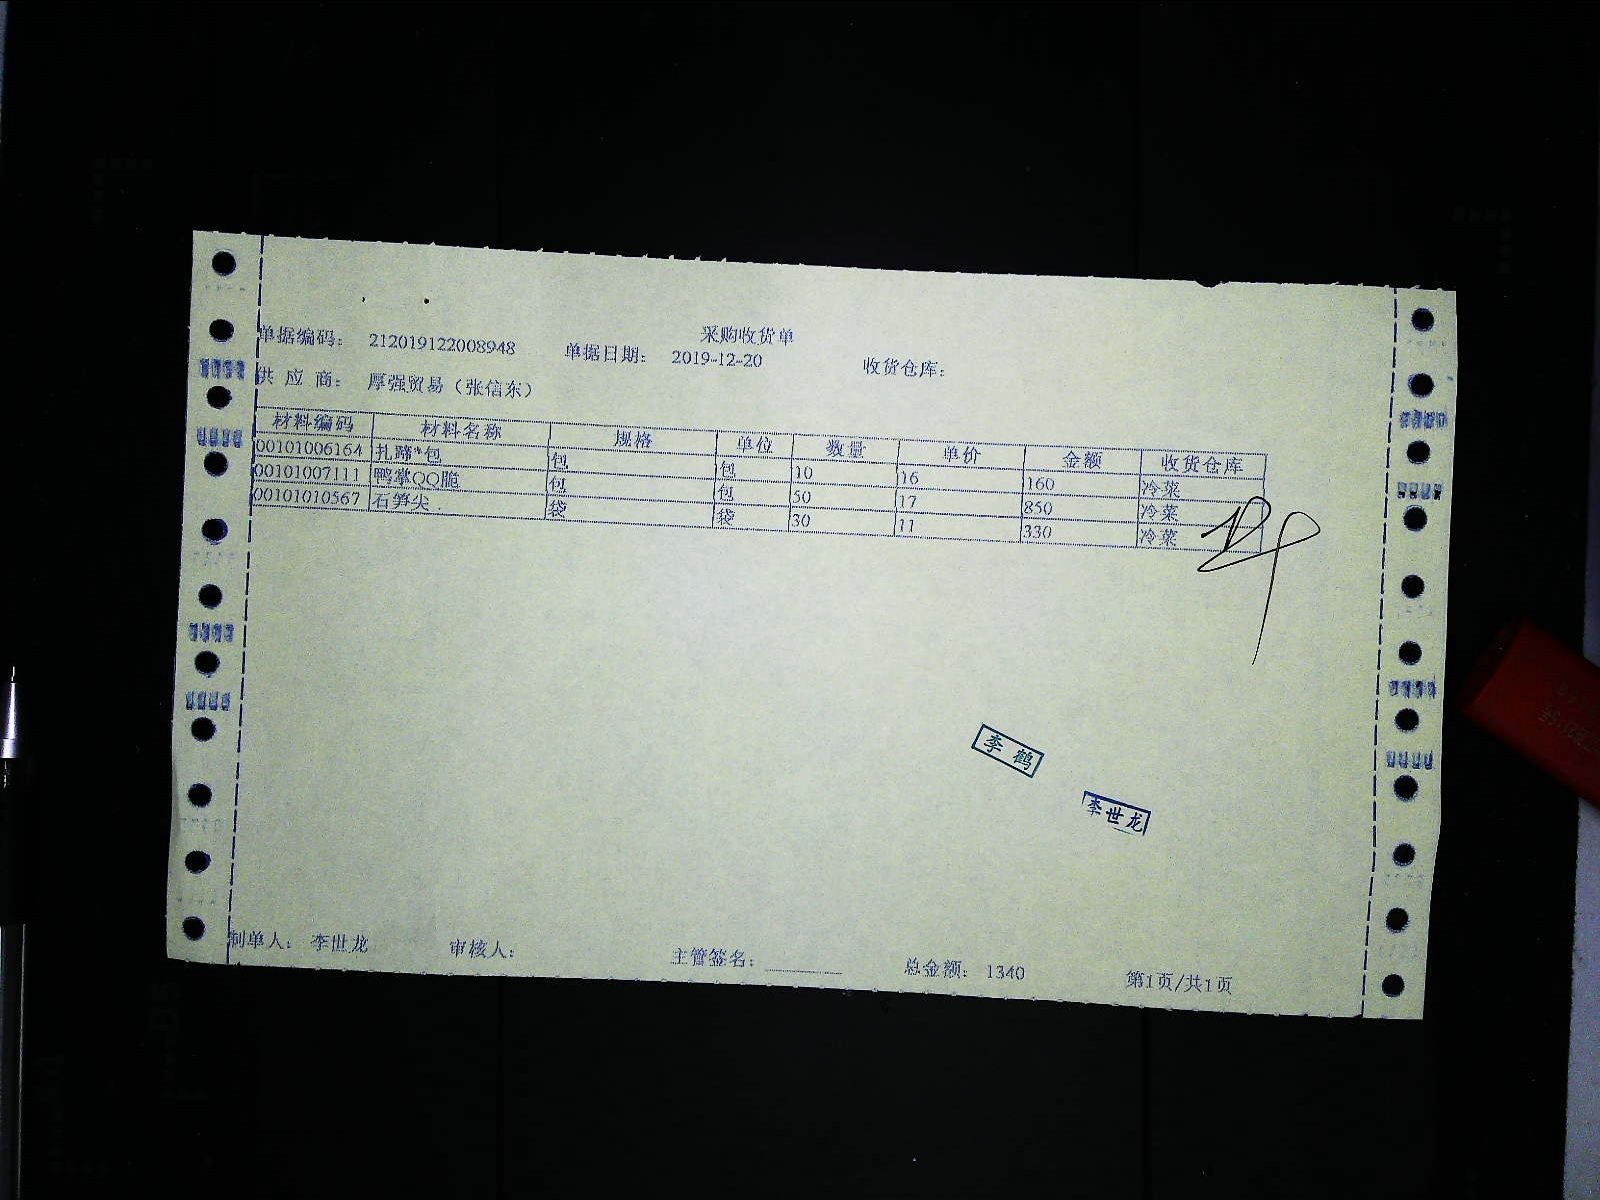 采购收货单
单据编码： 212019122008948 单据日期： 2019-12-20 收货仓库：
供 应 商： 厚强贸易（张信东）
材料编码 材料名称 规格 单位 数量 单价 金额 收货仓库
00101006164 扎蹄*包 包 包 10 16 160 冷菜
00101007111 鸭掌QQ脆 包 包 50 17 850 冷菜
00101010567 石笋尖 . 袋 袋 30 11 330 冷菜
李鹤
李世龙
制单人： 李世龙 审核人： 主管签名： 总金额： 1340 第1页/共1页